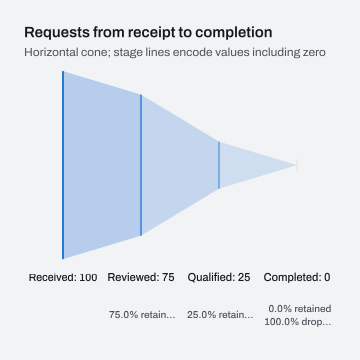 Requests from receipt to completion
Horizontal cone; stage lines encode values including zero
Received: 100 Reviewed: 75 Qualified: 25 Completed: 0
75.0% retain… 25.0% retain… 0.0% retained
100.0% drop…